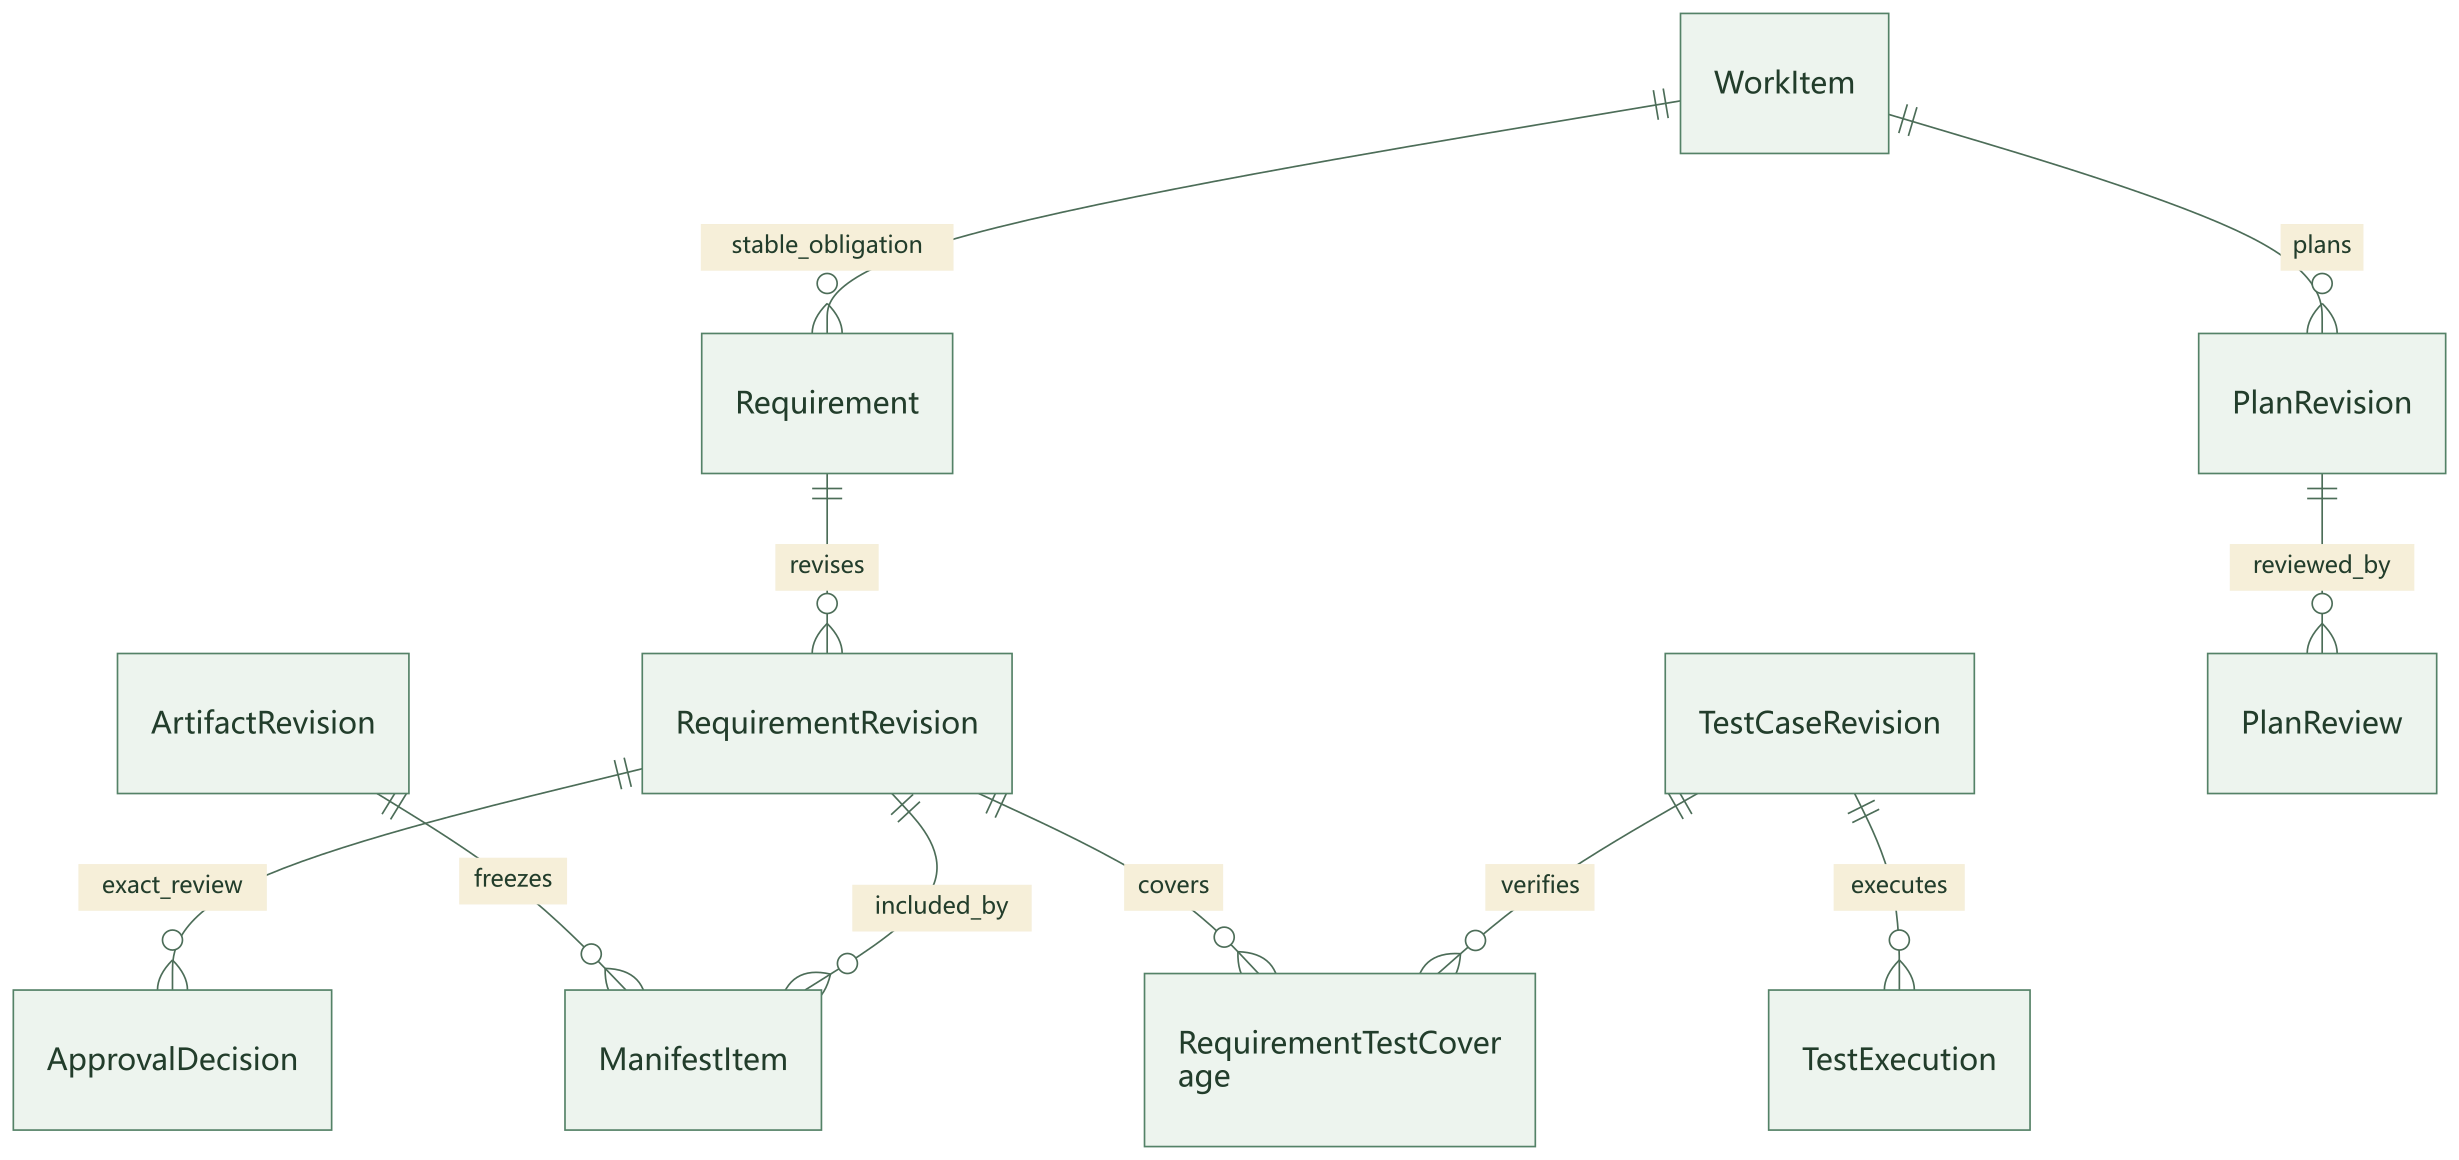 WorkItem
stable_obligation
plans
Requirement
PlanRevision
revises
reviewed_by
ArtifactRevision
RequirementRevision
TestCaseRevision
PlanReview
exact_review
freezes
included_by
covers
verifies
executes
ApprovalDecision
ManifestItem
RequirementTestCover
age
TestExecution